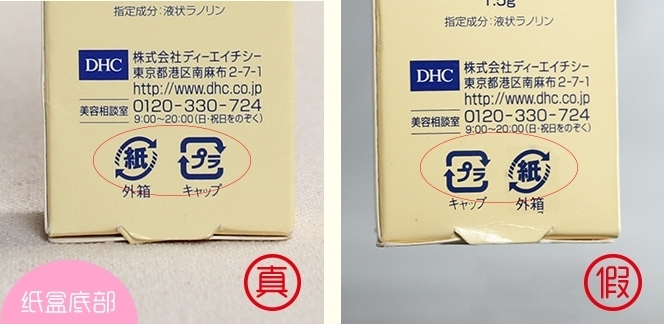 指定成分：液状ラノリン
DHC
株式会社ディーエイチシー
東京都港区南麻布2-7-1
http://www.dhc.co.jp
美容相談室 0120-330-724
9:00〜20:00（日・祝日をのぞく）
紙 プラ
外箱 キャップ
纸盒底部
真
1.5g
指定成分：液状ラノリン
DHC
株式会社ディーエイチシー
東京都港区南麻布2-7-1
http://www.dhc.co.jp
美容相談室 0120-330-724
9:00〜20:00（日・祝日をのぞく）
プラ 紙
キャップ 外箱
假